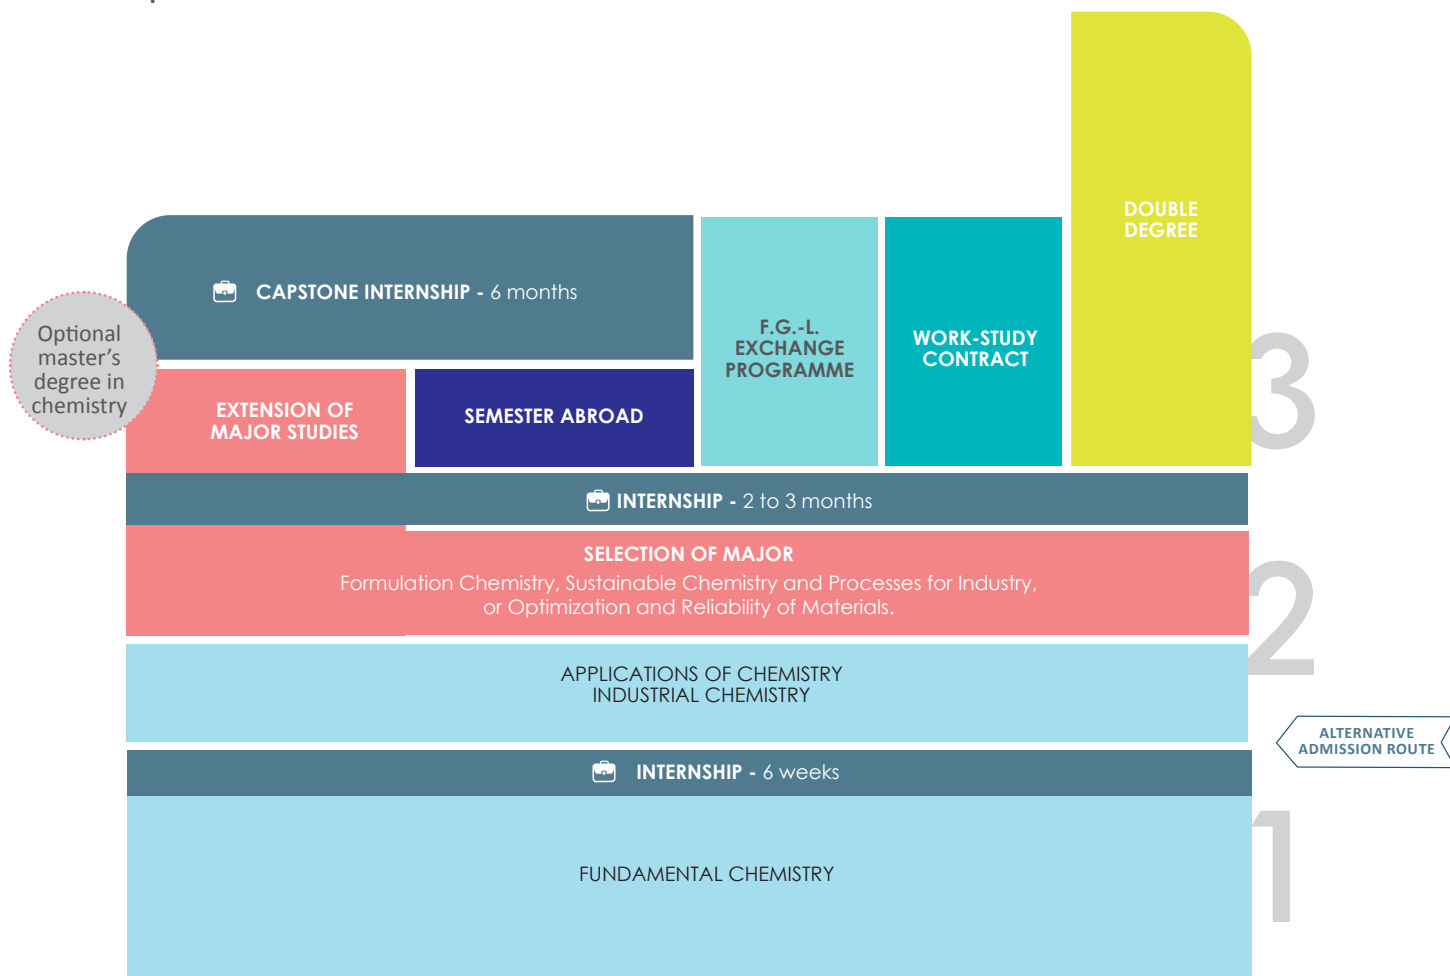 DOUBLE
DEGREE
CAPSTONE INTERNSHIP - 6 months
Optional
master’s
degree in
chemistry
F.G.-L.
EXCHANGE
PROGRAMME
WORK-STUDY
CONTRACT
3
EXTENSION OF
MAJOR STUDIES
SEMESTER ABROAD
INTERNSHIP - 2 to 3 months
SELECTION OF MAJOR
Formulation Chemistry, Sustainable Chemistry and Processes for Industry,
or Optimization and Reliability of Materials.
2
APPLICATIONS OF CHEMISTRY
INDUSTRIAL CHEMISTRY
ALTERNATIVE
ADMISSION ROUTE
INTERNSHIP - 6 weeks
1
FUNDAMENTAL CHEMISTRY